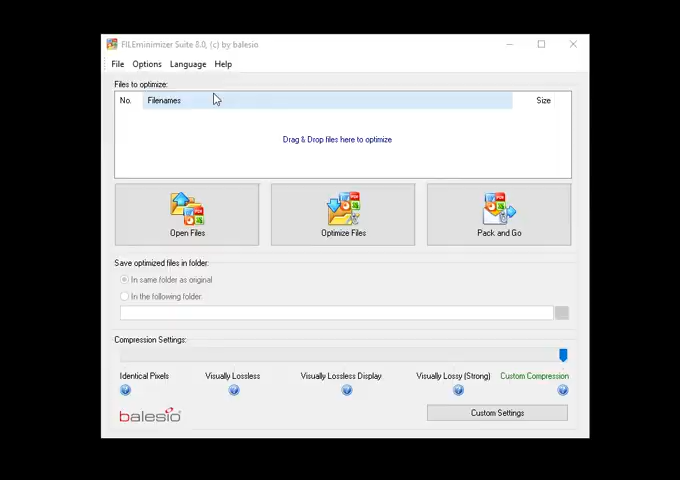 FILEminimizer Suite 8.0, (c) by balesio
File Options Language Help
Files to optimize:
No. Filenames Size
Drag & Drop files here to optimize
Open Files Optimize Files Pack and Go
Save optimized files in folder:
In same folder as original
In the following folder:
Compression Settings:
Identical Pixels Visually Lossless Visually Lossless Display Visually Lossy (Strong) Custom Compression
balesio
Custom Settings